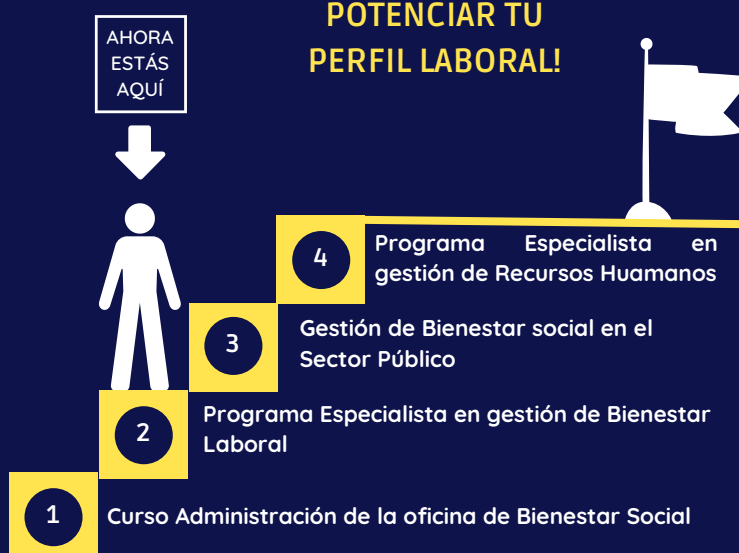 POTENCIAR TU
PERFIL LABORAL!
AHORA
ESTÁS
AQUÍ
4
Programa Especialista en
gestión de Recursos Huamanos
3
Gestión de Bienestar social en el
Sector Público
2
Programa Especialista en gestión de Bienestar
Laboral
1
Curso Administración de la oficina de Bienestar Social